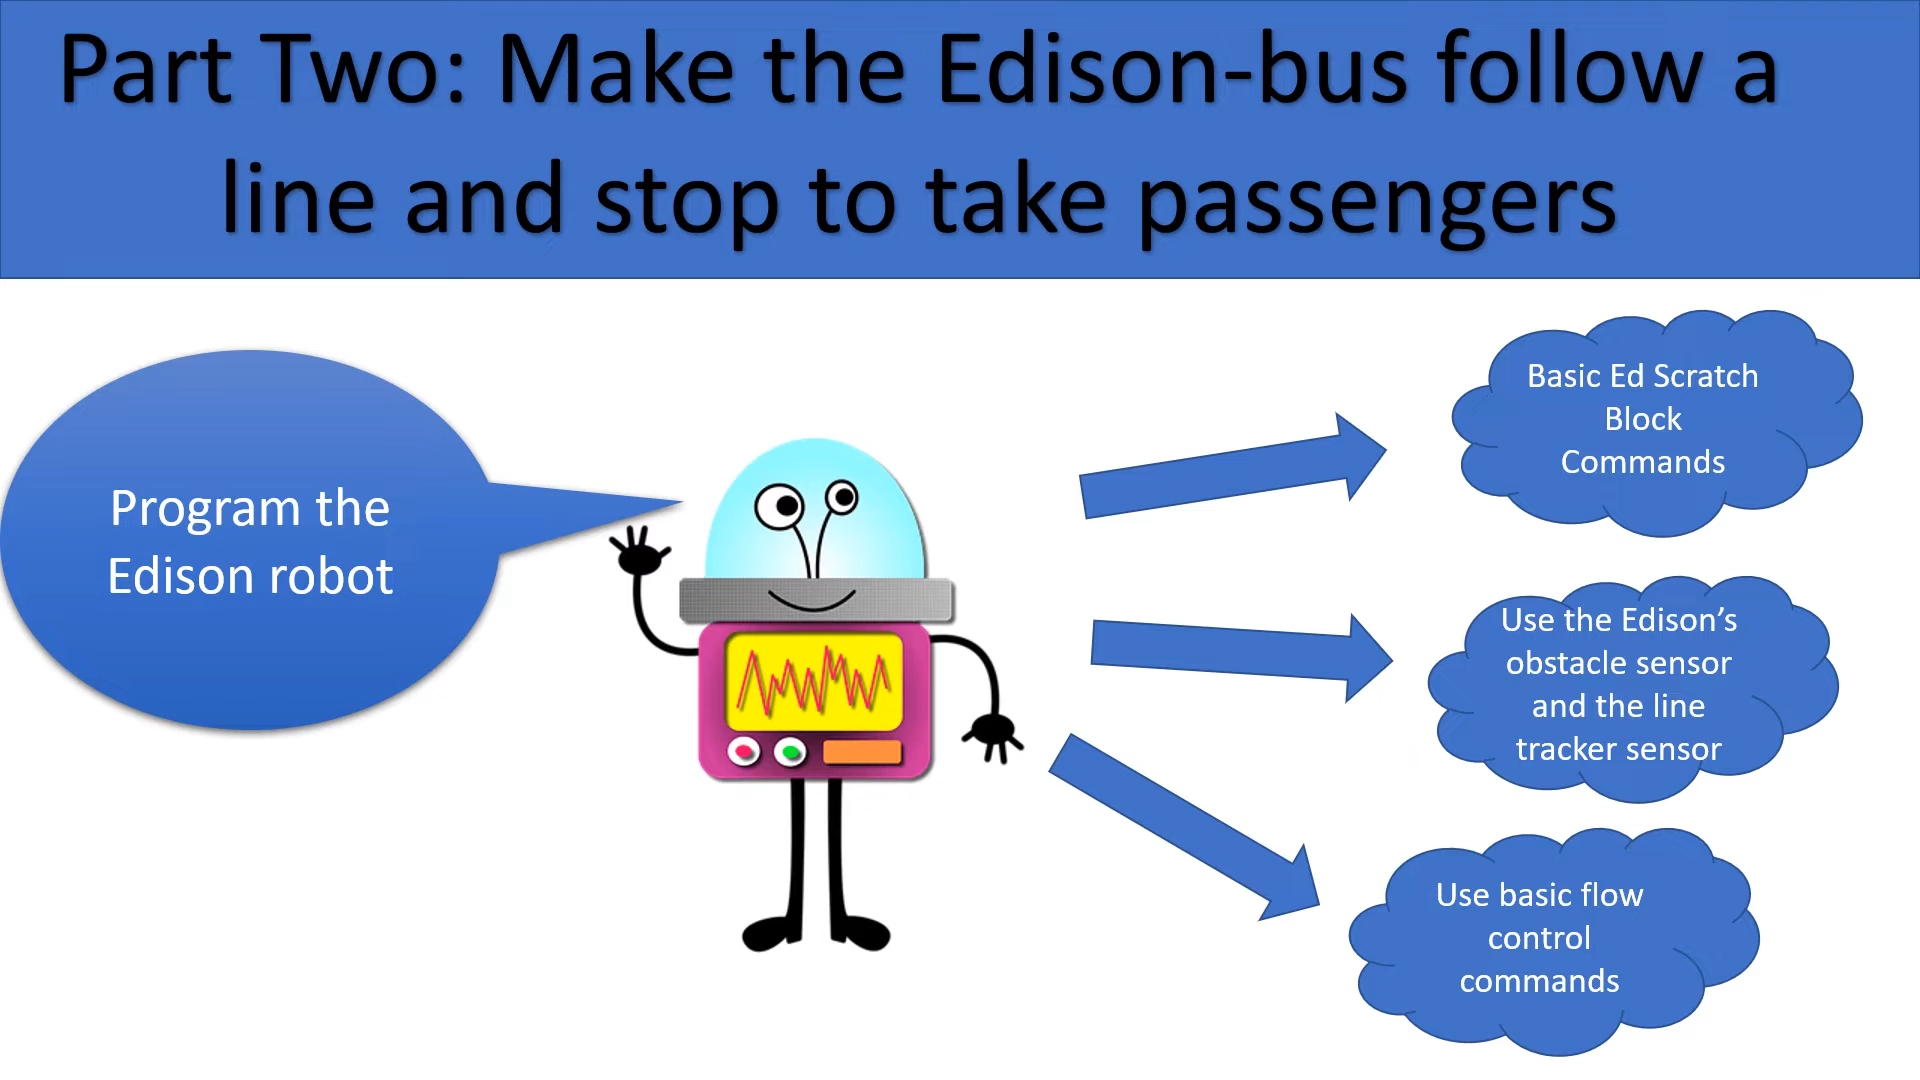 Part Two: Make the Edison-bus follow a
line and stop to take passengers
Program the
Edison robot
Basic Ed Scratch
Block
Commands
Use the Edison’s
obstacle sensor
and the line
tracker sensor
Use basic flow
control
commands